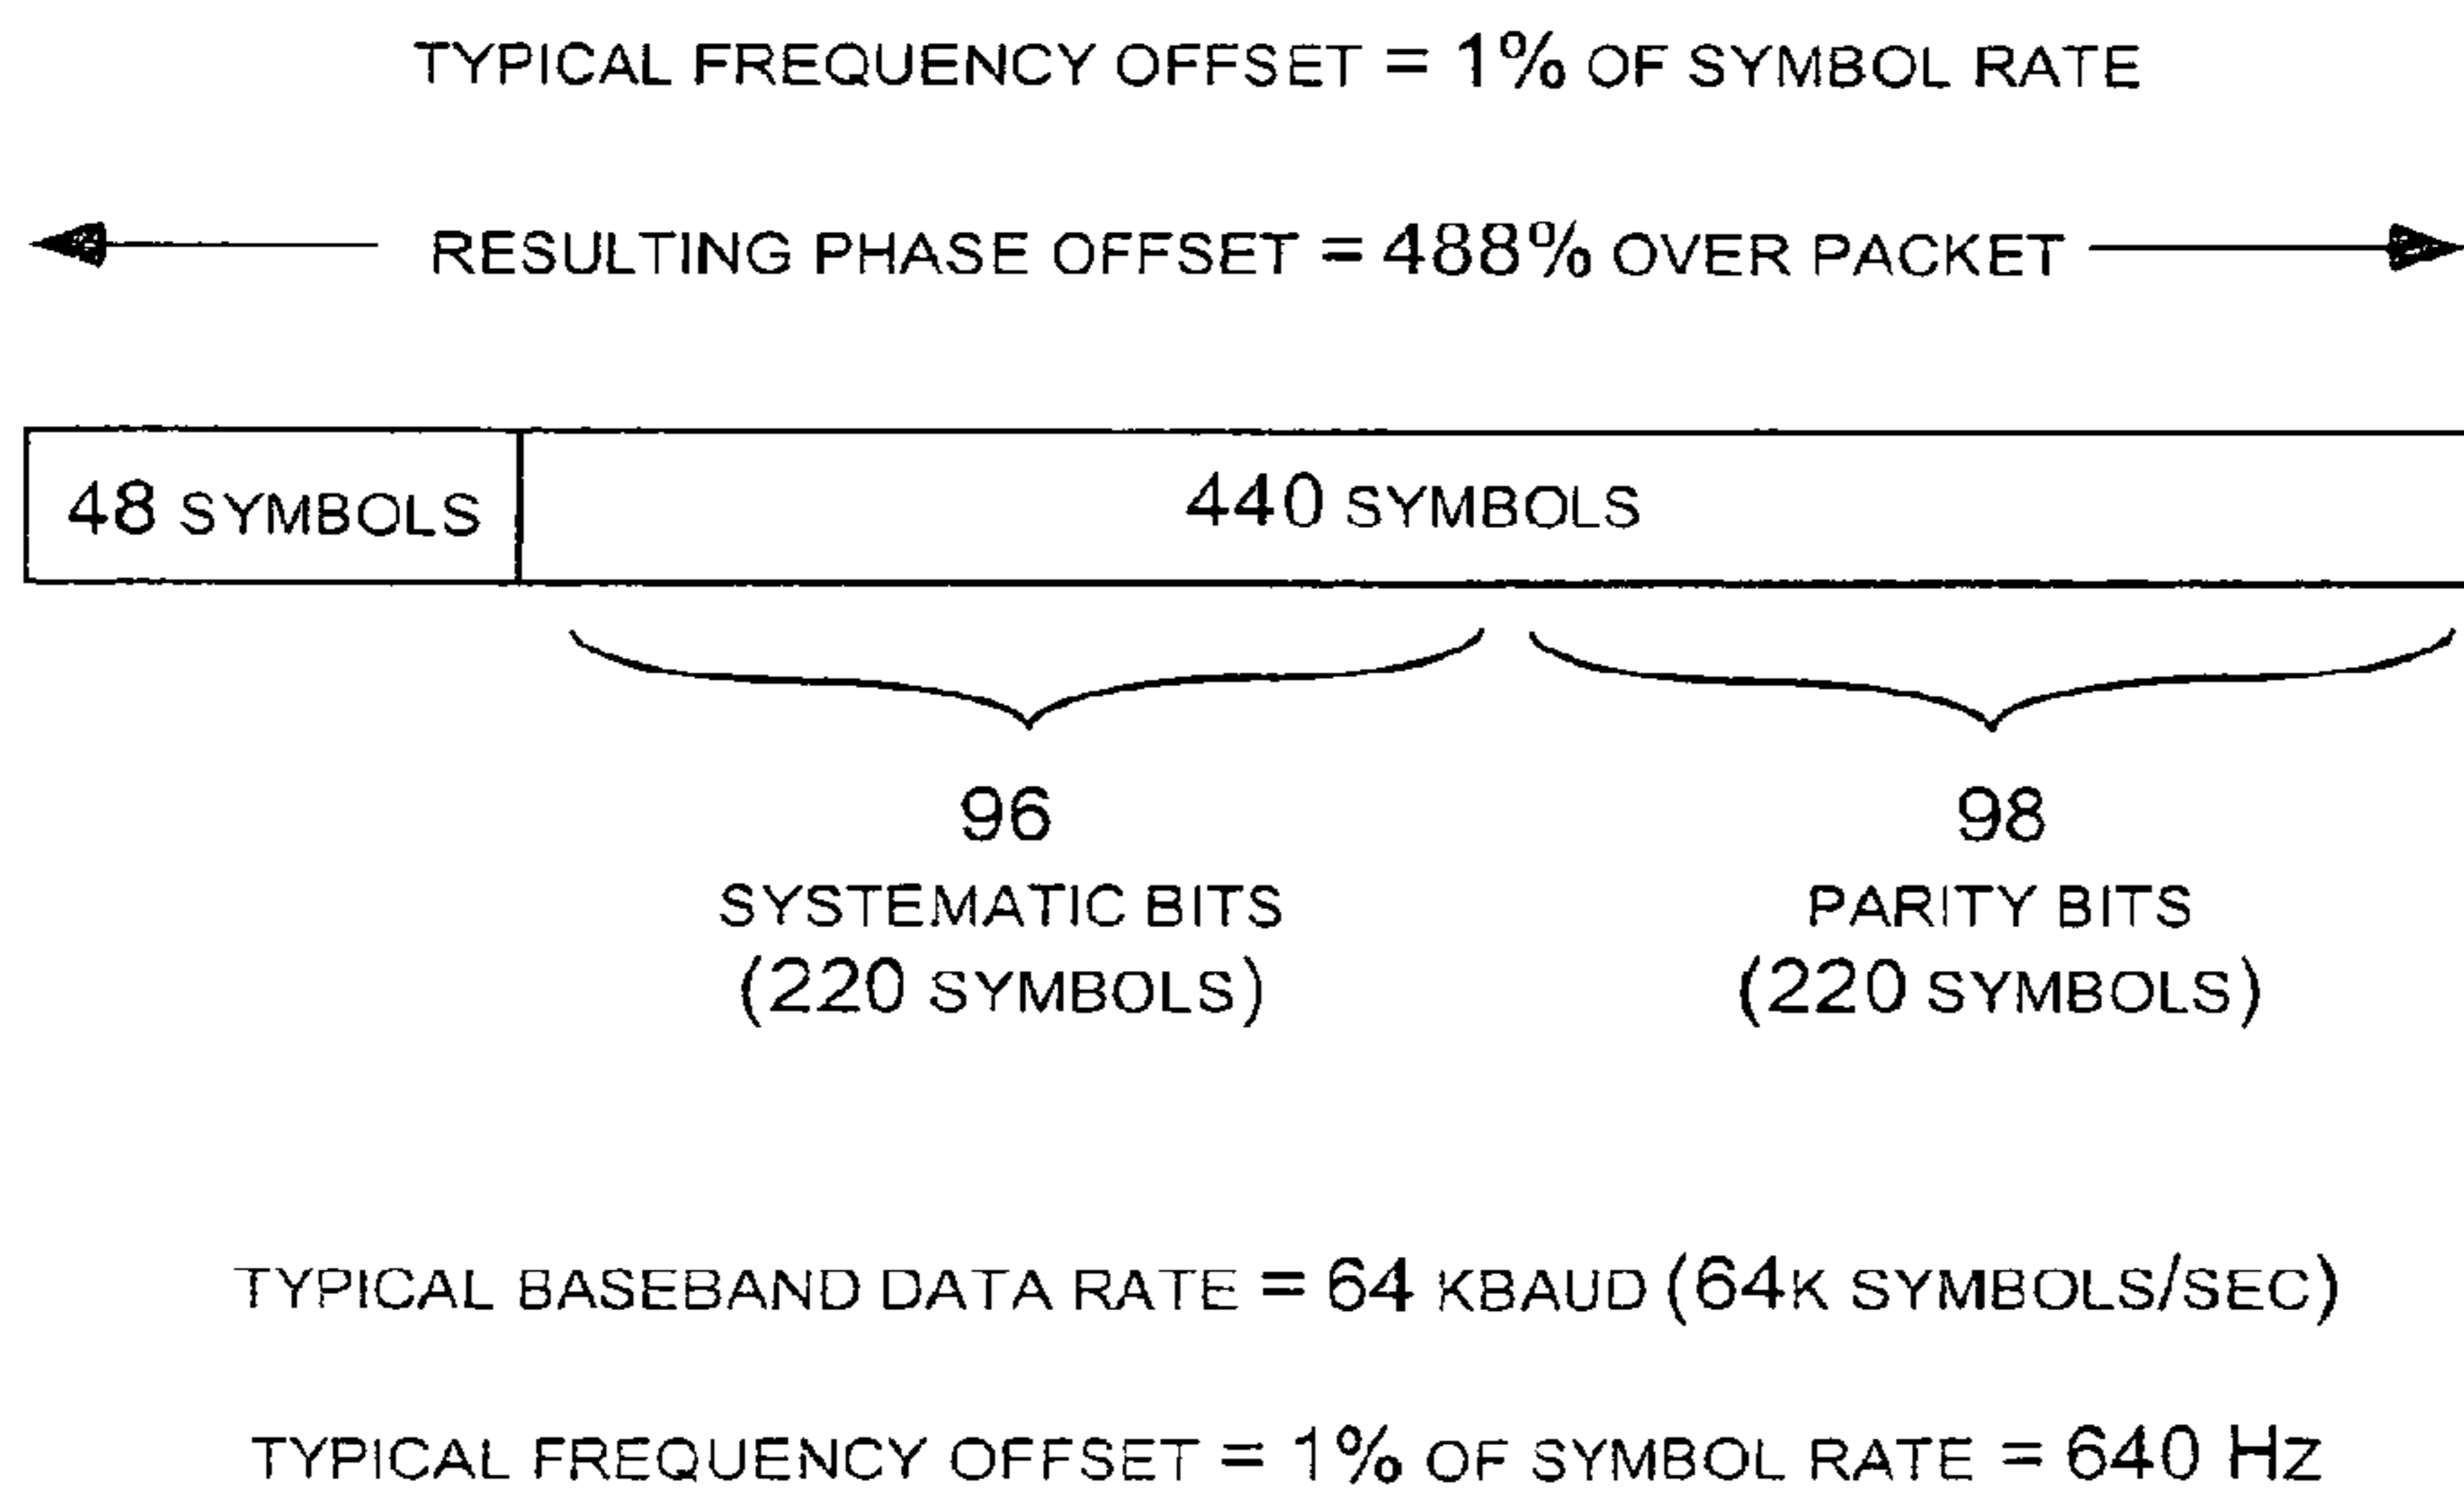 TYPICAL FREQUENCY OFFSET = 1% OF SYMBOL RATE
RESULTING PHASE OFFSET = 488% OVER PACKET
48 SYMBOLS
440 SYMBOLS
96
SYSTEMATIC BITS
(220 SYMBOLS)
98
PARITY BITS
(220 SYMBOLS)
TYPICAL BASEBAND DATA RATE = 64 KBAUD (64K SYMBOLS/SEC)
TYPICAL FREQUENCY OFFSET = 1% OF SYMBOL RATE = 640 Hz